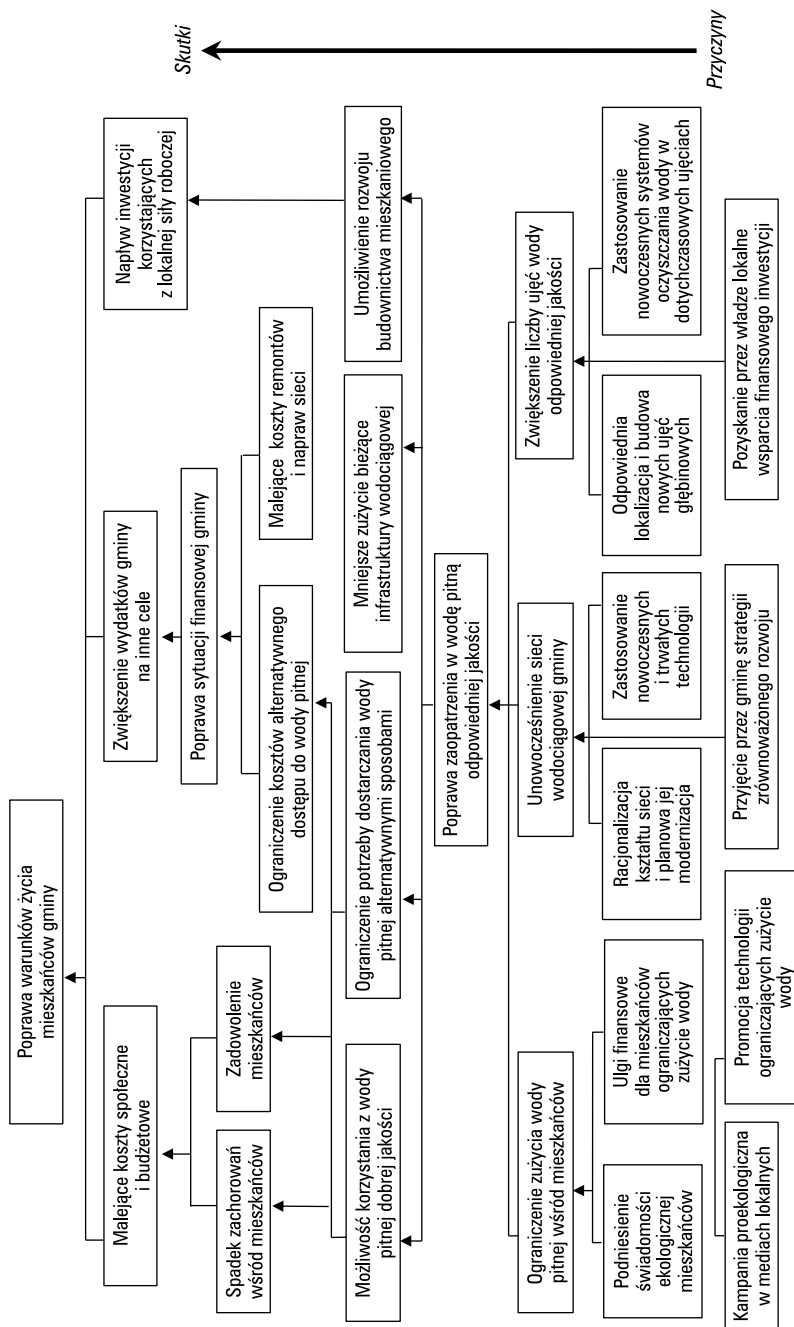 Poprawa warunków życia
mieszkańców gminy
Malejące koszty społeczne
i budżetowe
Zwiększenie wydatków gminy
na inne cele
Napływ inwestycji
korzystających
z lokalnej siły roboczej
Skutki
Poprawa sytuacji finansowej gminy
Spadek zachorowań
wśród mieszkańców
Zadowolenie
mieszkańców
Ograniczenie kosztów alternatywnego
dostępu do wody pitnej
Malejące koszty remontów
i napraw sieci
Możliwość korzystania z wody
pitnej dobrej jakości
Ograniczenie potrzeby dostarczania wody
pitnej alternatywnymi sposobami
Mniejsze zużycie bieżące
infrastruktury wodociągowej
Umożliwienie rozwoju
budownictwa mieszkaniowego
Poprawa zaopatrzenia w wodę pitną
odpowiedniej jakości
Ograniczenie zużycia wody
pitnej wśród mieszkańców
Unowocześnienie sieci
wodociągowej gminy
Zwiększenie liczby ujęć wody
odpowiedniej jakości
Podniesienie
świadomości
ekologicznej
mieszkańców
Ulgi finansowe
dla mieszkańców
ograniczających
zużycie wody
Racjonalizacja
kształtu sieci
i planowa jej
modernizacja
Zastosowanie
nowoczesnych
i trwałych
technologii
Odpowiednia
lokalizacja i budowa
nowych ujęć
głębinowych
Zastosowanie
nowoczesnych systemów
oczyszczania wody w
dotychczasowych ujęciach
Kampania proekologiczna
w mediach lokalnych
Promocja technologii
ograniczających zużycie
wody
Przyjęcie przez gminę strategii
zrównoważonego rozwoju
Pozyskanie przez władze lokalne
wsparcia finansowego inwestycji
Przyczyny